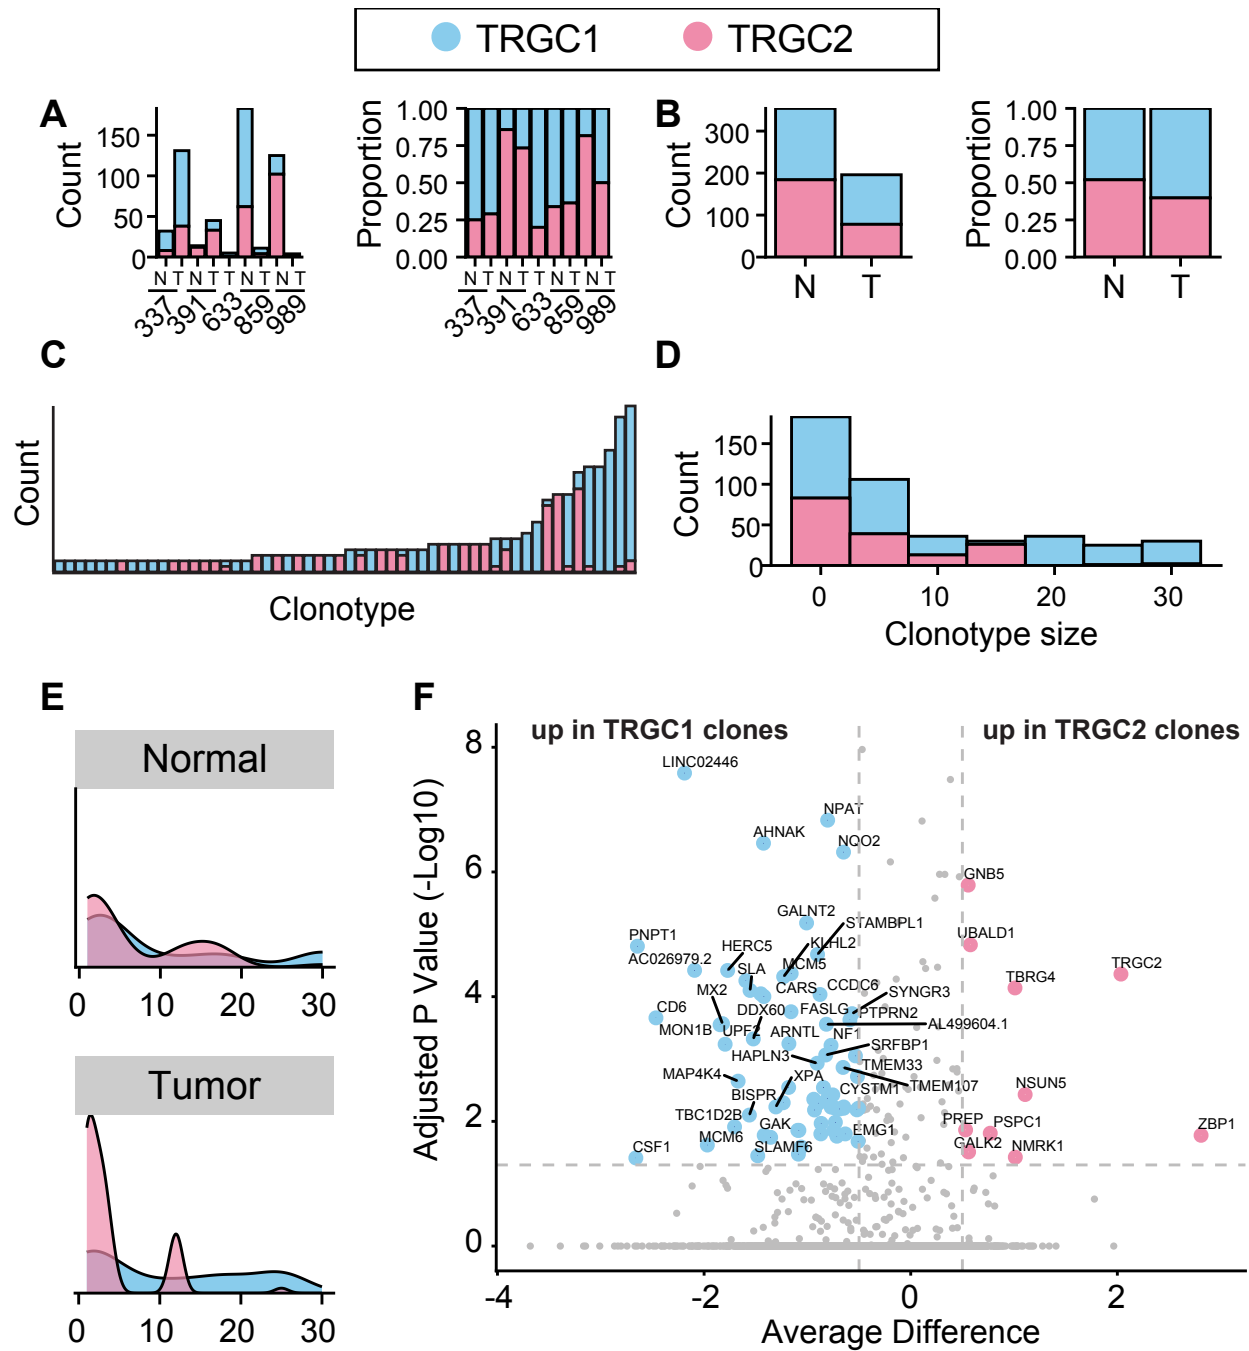 TRGC1 TRGC2
A
Count
150
100
50
0
N T N T T N T N T
337 391 633 859 989
Proportion
1.00
0.75
0.50
0.25
0.00
N T N T T N T N T
337 391 633 859 989
B
Count
300
200
100
0
N T
Proportion
1.00
0.75
0.50
0.25
0.00
N T
C
Count
Clonotype
D
Count
150
100
50
0
0 10 20 30
Clonotype size
E
Normal
0 10 20 30
Tumor
0 10 20 30
F
up in TRGC1 clones
up in TRGC2 clones
Adjusted P Value (-Log10)
8
6
4
2
0
LINC02446
NPAT
AHNAK
NQO2
GNB5
GALNT2
STAMBPL1
UBALD1
PNPT1
HERC5
KLHL2
AC026979.2
SLA
MCM5
TRGC2
TBRG4
MX2
CARS
CCDC6
SYNGR3
CD6
DDX60
FASLG
PTPRN2
MON1B
UPF2
ARNTL
NF1
AL499604.1
HAPLN3
SRFBP1
MAP4K4
XPA
TMEM33
BISPR
CYSTM1
TMEM107
NSUN5
TBC1D2B
GAK
EMG1
PREP
PSPC1
ZBP1
MCM6
SLAMF6
GALK2
NMRK1
CSF1
-4 -2 0 2
Average Difference